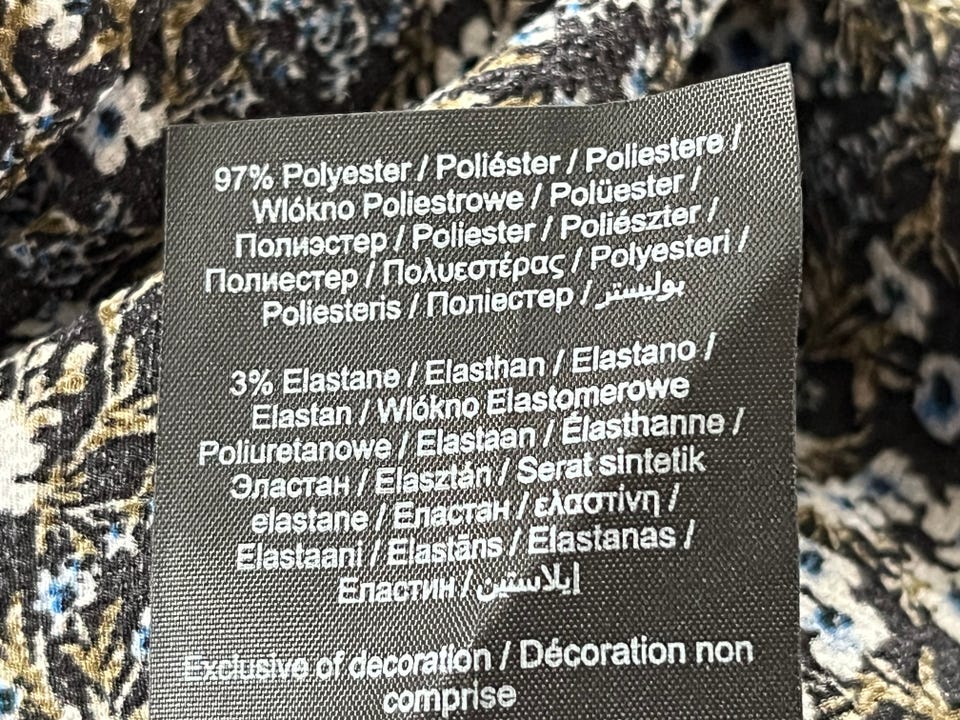 97% Polyester / Poliéster / Poliestere /
Wlókno Poliestrowe / Polüester /
Полиэстер / Poliester / Poliészter /
Полиестер / Πολυεστέρας / Polyesteri /
Poliesteris / Поліестер / بوليستر
3% Elastane / Elasthan / Elastano /
Elastan / Wlókno Elastomerowe
Poliuretanowe / Elastaan / Élasthanne /
Эластан / Elasztán / Serat sintetik
elastane / Еластан / ελαστίνη /
Elastaani / Elastāns / Elastanas /
Еластин / إيلاستين
Exclusive of decoration / Décoration non
comprise